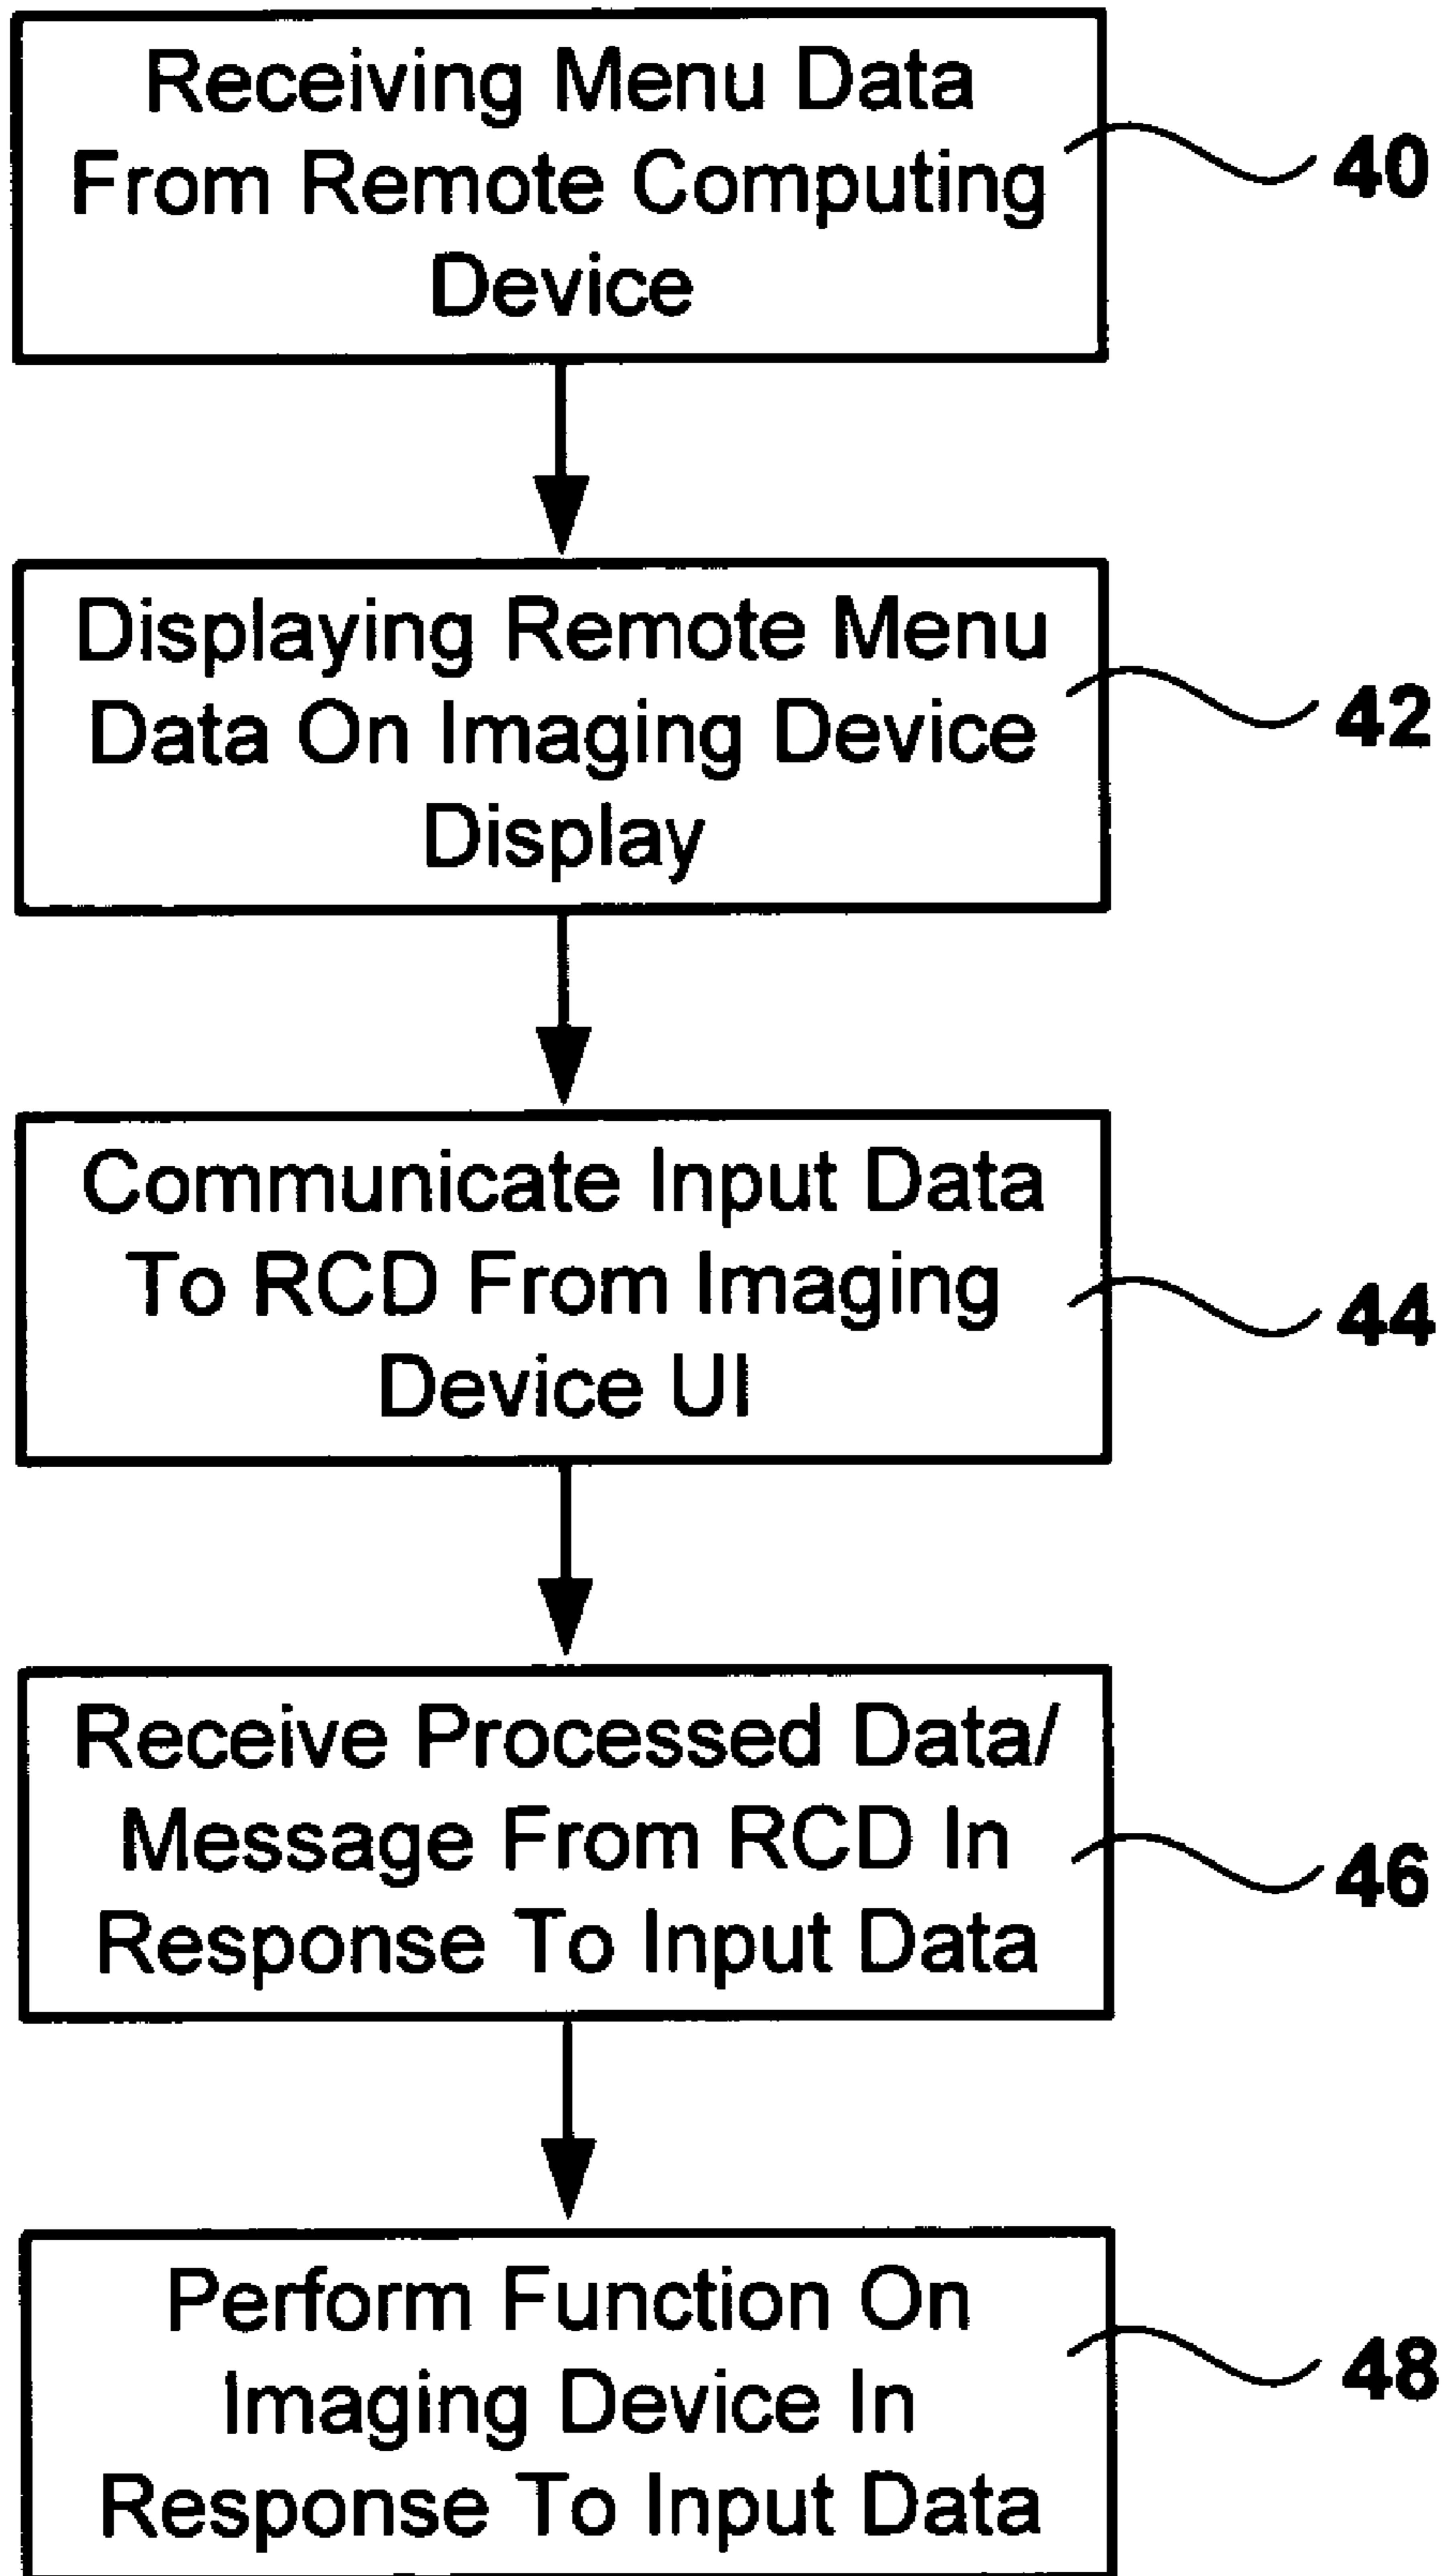 Receiving Menu Data
From Remote Computing
Device
40
Displaying Remote Menu
Data On Imaging Device
Display
42
Communicate Input Data
To RCD From Imaging
Device UI
44
Receive Processed Data/
Message From RCD In
Response To Input Data
46
Perform Function On
Imaging Device In
Response To Input Data
48